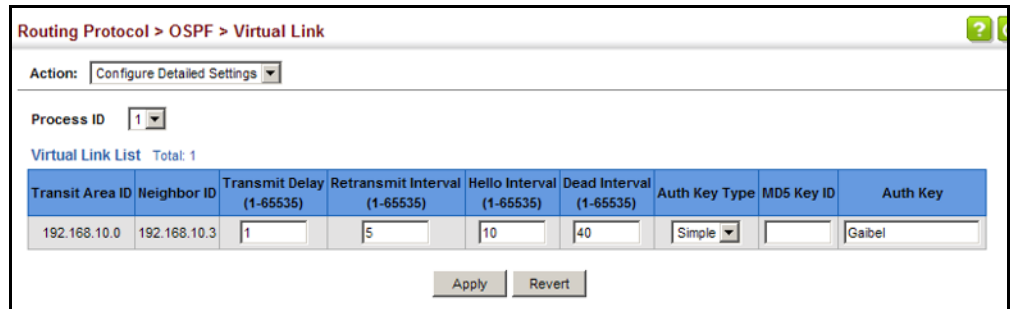 Routing Protocol > OSPF > Virtual Link
?
Action: Configure Detailed Settings
Process ID 1
Virtual Link List Total: 1
Transit Area ID Neighbor ID Transmit Delay (1-65535) Retransmit Interval (1-65535) Hello Interval (1-65535) Dead Interval (1-65535) Auth Key Type MD5 Key ID Auth Key
192.168.10.0 192.168.10.3 1 5 10 40 Simple Gaibel
Apply Revert